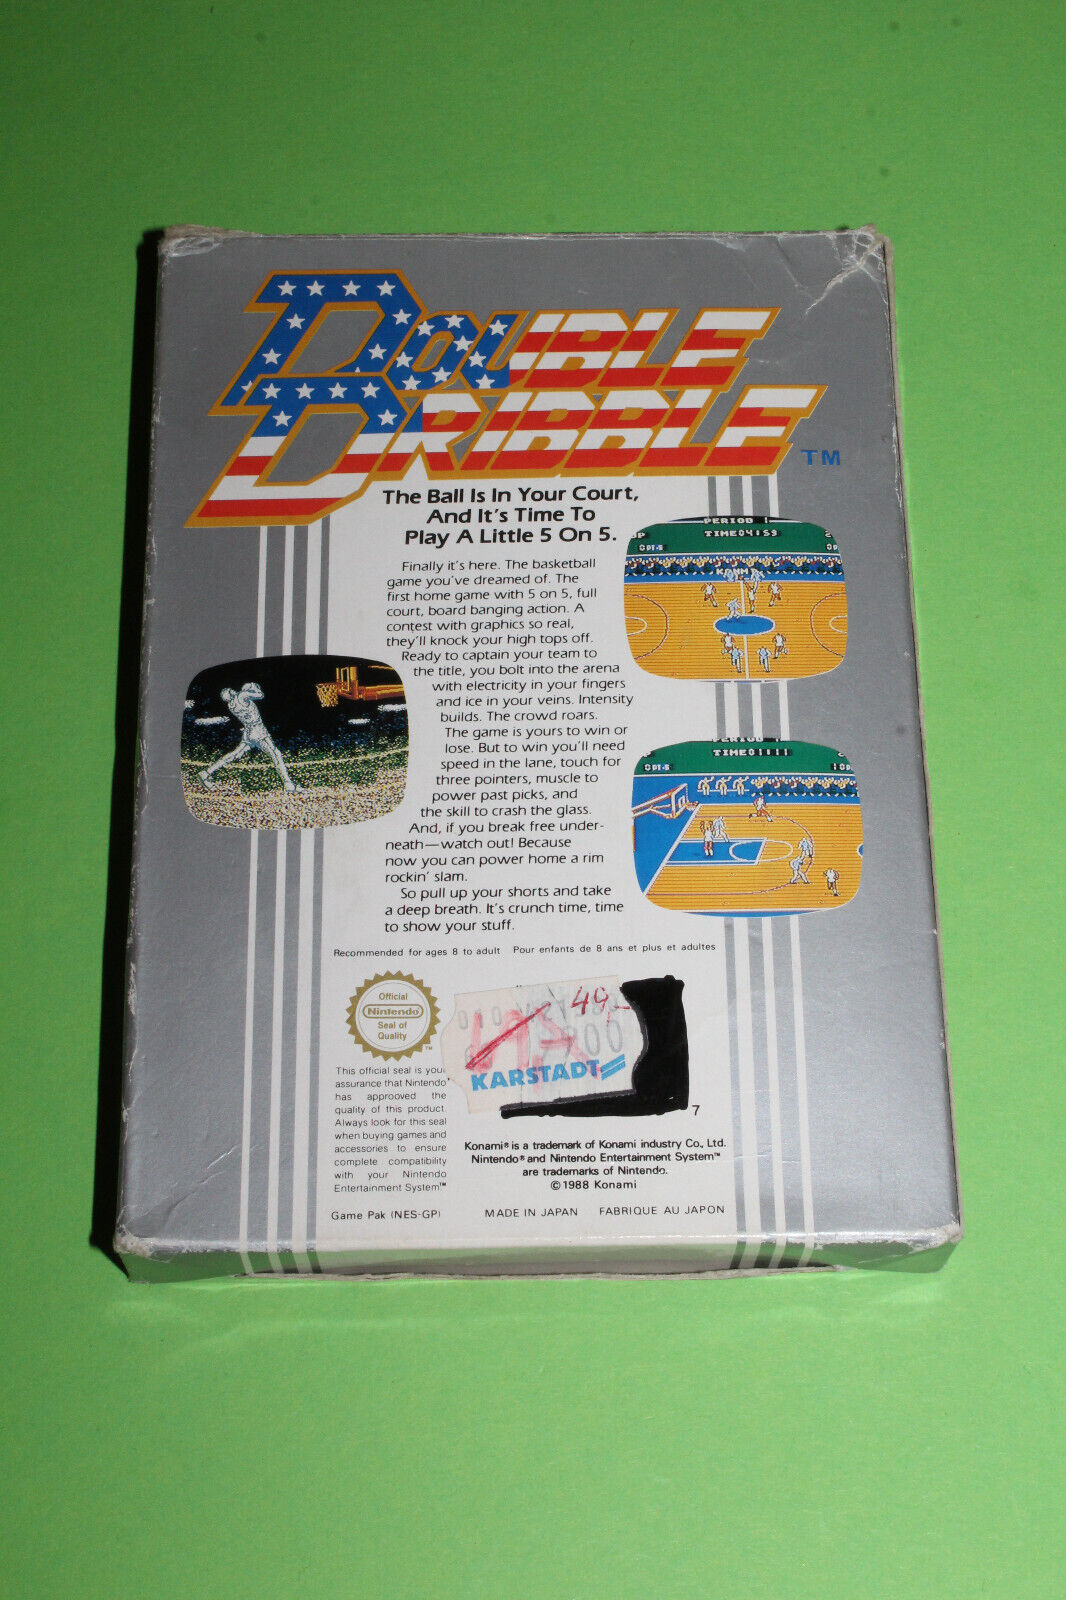 DOUBLE
DRIBBLE
TM
The Ball Is In Your Court,
And It's Time To
Play A Little 5 On 5.
Finally it's here. The basketball
game you've dreamed of. The
first home game with 5 on 5, full
court, board banging action. A
contest with graphics so real,
they'll knock your high tops off.
Ready to captain your team to
the title, you bolt into the arena
with electricity in your fingers
and ice in your veins. Intensity
builds. The crowd roars.
The game is yours to win or
lose. But to win you'll need
speed in the lane, touch for
three pointers, muscle to
power past picks, and
the skill to crash the glass.
And, if you break free under-
neath—watch out! Because
now you can power home a rim
rockin' slam.
So pull up your shorts and take
a deep breath. It's crunch time, time
to show your stuff.
PERIOD 1
TIME04:59
0PT-S
KONAMI
PERIOD 1
TIME01:11
0PT-S
Recommended for ages 8 to adult Pour enfants de 8 ans et plus et adultes
Official
Nintendo
Seal of
Quality
TM
This official seal is your
assurance that Nintendo
has approoved the
quality of this product.
Always look for this seal
when buying games and
accessories to ensure
complete compatibility
with your Nintendo
Entertainment System™
49,-
KARSTADT
7
Konami® is a trademark of Konami industry Co., Ltd.
Nintendo® and Nintendo Entertainment System™
are trademarks of Nintendo.
©1988 Konami
Game Pak (NES-GP) MADE IN JAPAN FABRIQUE AU JAPON